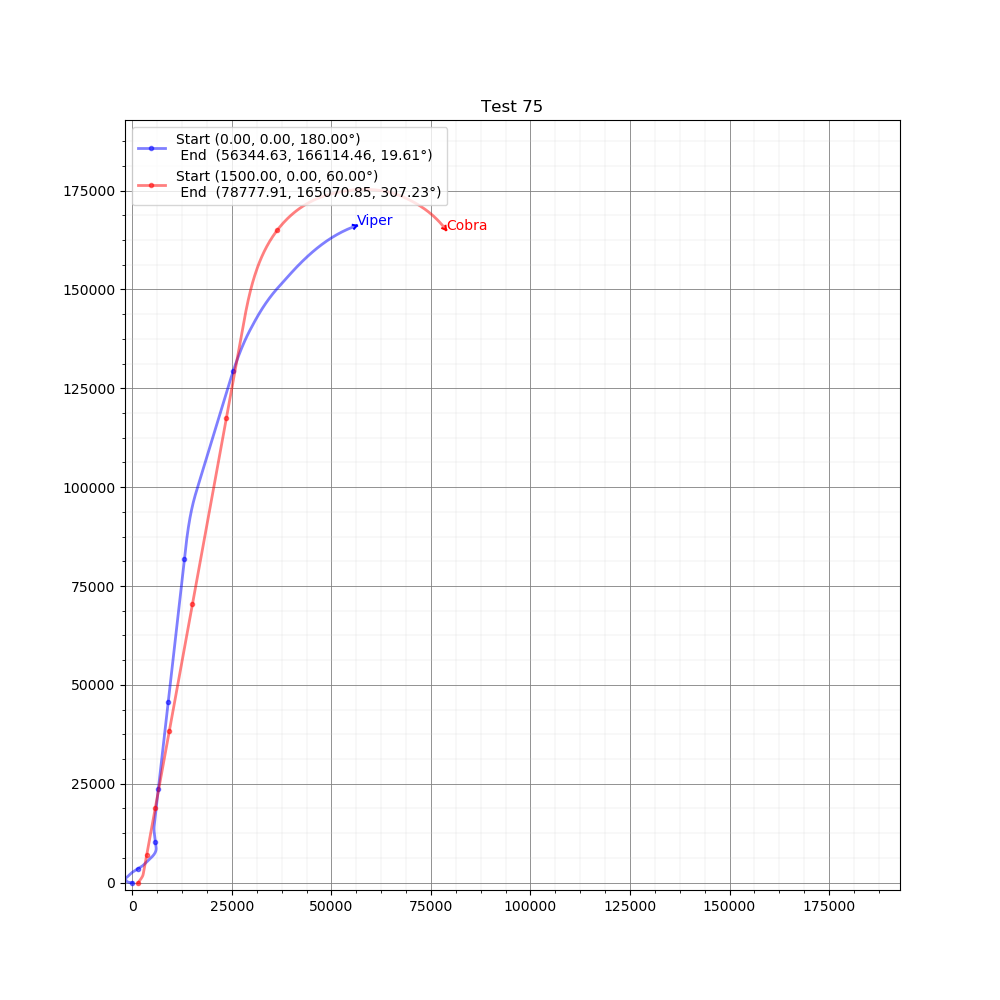 Test 75
Start (0.00, 0.00, 180.00°)
End (56344.63, 166114.46, 19.61°)
Start (1500.00, 0.00, 60.00°)
End (78777.91, 165070.85, 307.23°)
Viper
Cobra
175000
150000
125000
100000
75000
50000
25000
0
0 25000 50000 75000 100000 125000 150000 175000